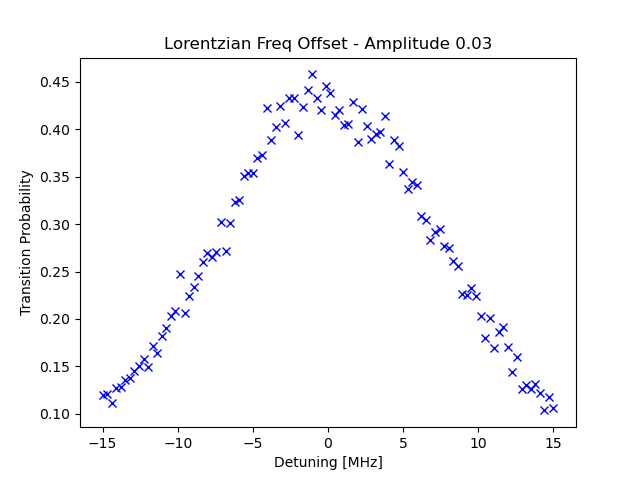 Lorentzian Freq Offset - Amplitude 0.03
Transition Probability
0.45
0.40
0.35
0.30
0.25
0.20
0.15
0.10
−15 −10 −5 0 5 10 15
Detuning [MHz]